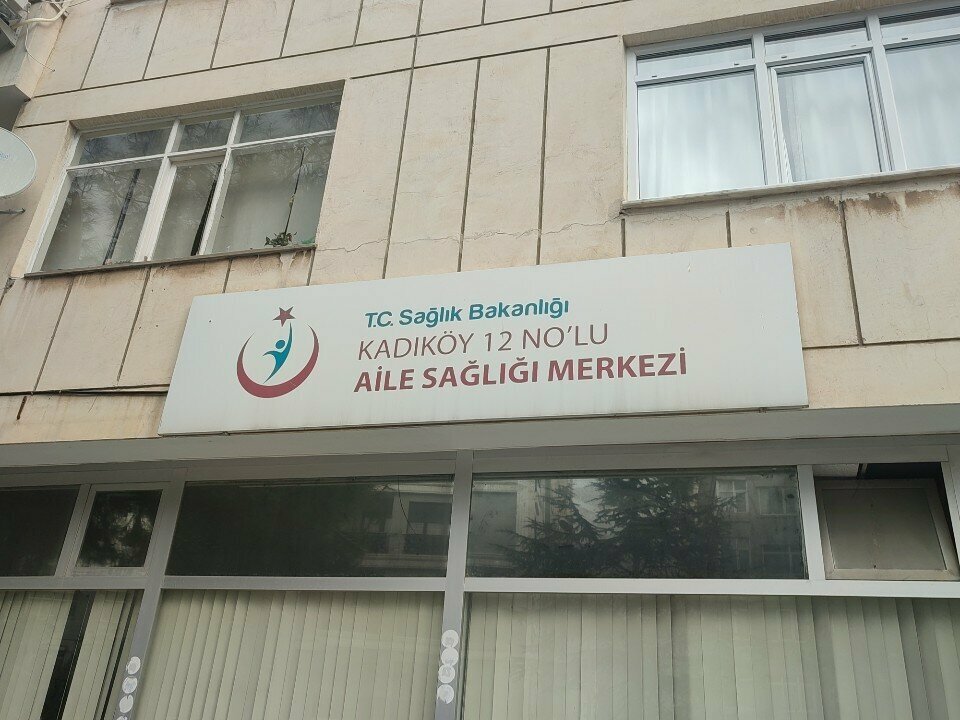 T.C. Sağlık Bakanlığı
KADIKÖY 12 NO'LU
AİLE SAĞLIĞI MERKEZİ